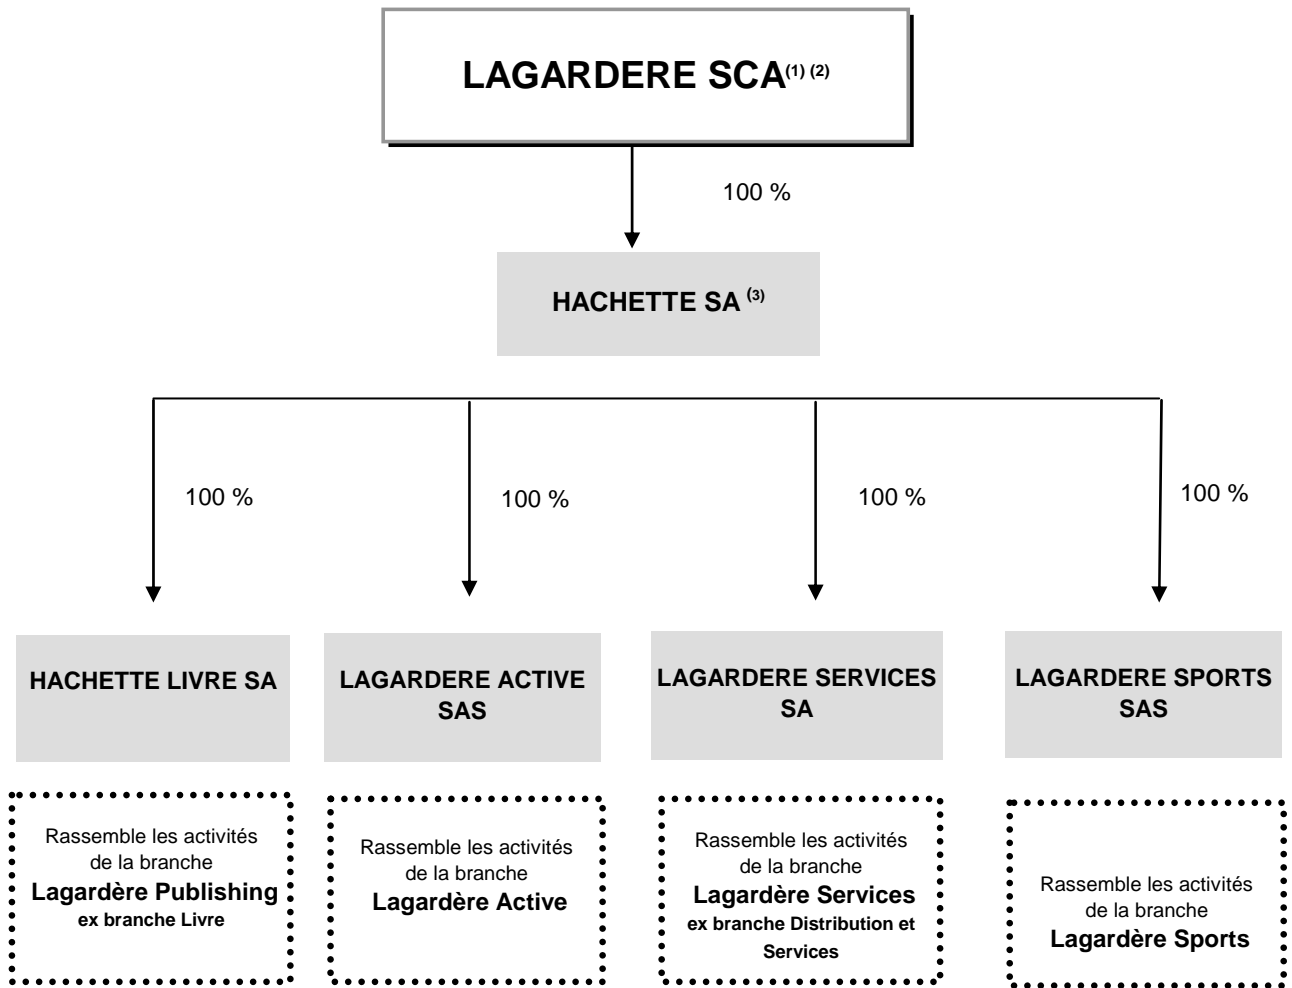 LAGARDERE SCA(1) (2)
100 %
HACHETTE SA (3)
100 %
100 %
100 %
100 %
HACHETTE LIVRE SA
LAGARDERE ACTIVE
SAS
LAGARDERE SERVICES
SA
LAGARDERE SPORTS
SAS
Rassemble les activités
de la branche
Lagardère Publishing
ex branche Livre
Rassemble les activités
de la branche
Lagardère Active
Rassemble les activités
de la branche
Lagardère Services
ex branche Distribution et
Services
Rassemble les activités
de la branche
Lagardère Sports